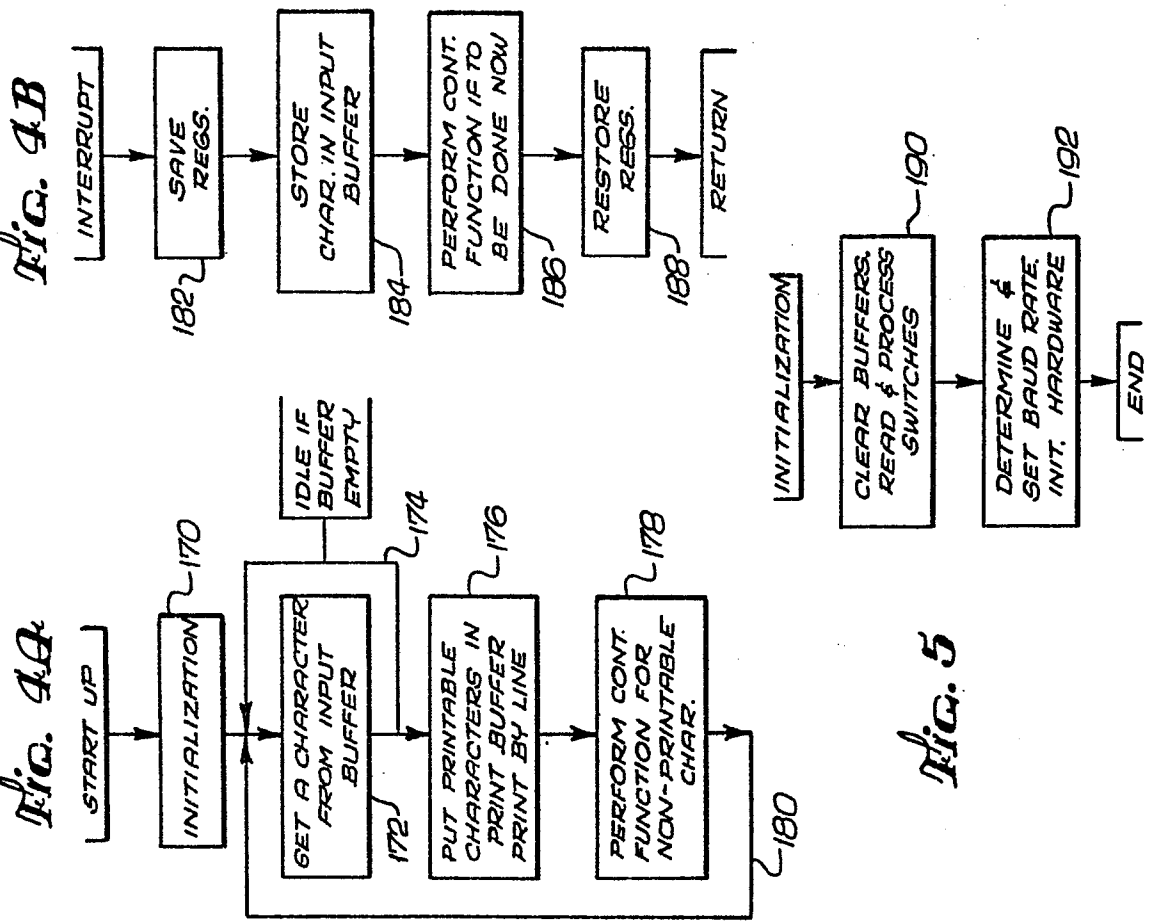 Fig. 4A
START UP
INITIALIZATION
170
GET A CHARACTER
FROM INPUT
BUFFER
172
IDLE IF
BUFFER
EMPTY
174
PUT PRINTABLE
CHARACTERS IN
PRINT BUFFER
PRINT BY LINE
176
PERFORM CONT.
FUNCTION FOR
NON-PRINTABLE
CHAR.
178
180
Fig. 4B
INTERRUPT
SAVE
REGS.
182
STORE
CHAR. IN INPUT
BUFFER
184
PERFORM CONT.
FUNCTION IF TO
BE DONE NOW
186
RESTORE
REGS.
188
RETURN
Fig. 5
INITIALIZATION
CLEAR BUFFERS.
READ & PROCESS
SWITCHES
190
DETERMINE &
SET BAUD RATE.
INIT. HARDWARE
192
END